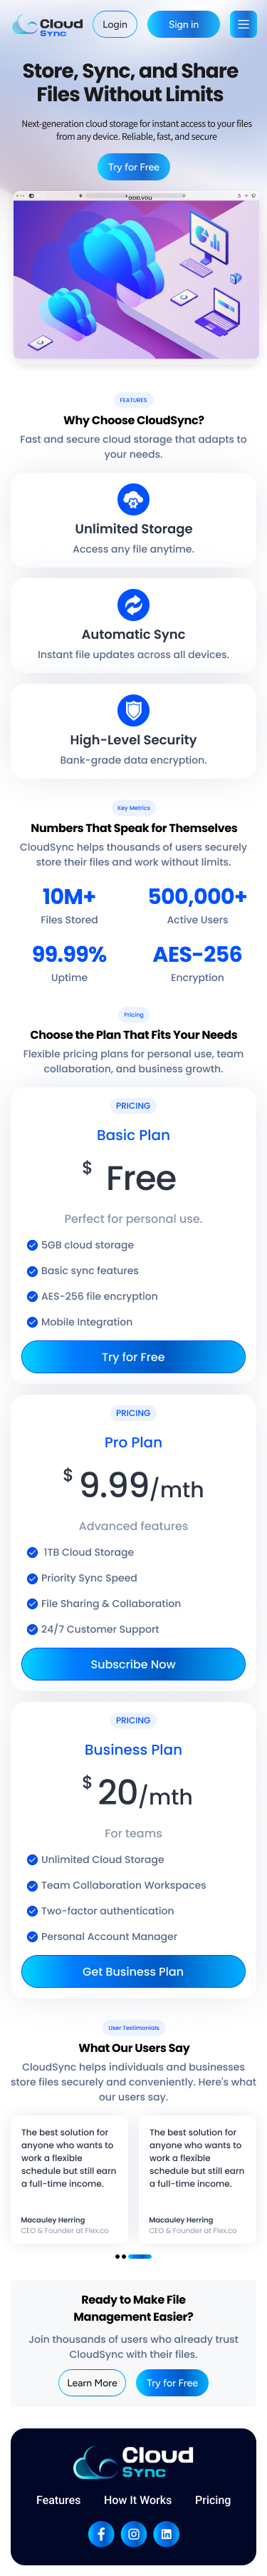 Cloud
Sync
Login
Sign in
Store, Sync, and Share
Files Without Limits
Next-generation cloud storage for instant access to your files
from any device. Reliable, fast, and secure
Try for Free
FEATURES
Why Choose CloudSync?
Fast and secure cloud storage that adapts to
your needs.
Unlimited Storage
Access any file anytime.
Automatic Sync
Instant file updates across all devices.
High-Level Security
Bank-grade data encryption.
Key Metrics
Numbers That Speak for Themselves
CloudSync helps thousands of users securely
store their files and work without limits.
10M+
500,000+
Files Stored
Active Users
99.99%
AES-256
Uptime
Encryption
Pricing
Choose the Plan That Fits Your Needs
Flexible pricing plans for personal use, team
collaboration, and business growth.
PRICING
Basic Plan
$ Free
Perfect for personal use.
5GB cloud storage
Basic sync features
AES-256 file encryption
Mobile Integration
Try for Free
PRICING
Pro Plan
$ 9.99/mth
Advanced features
1TB Cloud Storage
Priority Sync Speed
File Sharing & Collaboration
24/7 Customer Support
Subscribe Now
PRICING
Business Plan
$ 20/mth
For teams
Unlimited Cloud Storage
Team Collaboration Workspaces
Two-factor authentication
Personal Account Manager
Get Business Plan
User Testimonials
What Our Users Say
CloudSync helps individuals and businesses
store files securely and conveniently. Here's what
our users say.
The best solution for
anyone who wants to
work a flexible
schedule but still earn
a full-time income.
Macauley Herring
CEO & Founder at Flex.co
The best solution for
anyone who wants to
work a flexible
schedule but still earn
a full-time income.
Macauley Herring
CEO & Founder at Flex.co
Ready to Make File
Management Easier?
Join thousands of users who already trust
CloudSync with their files.
Learn More
Try for Free
Cloud
Sync
Features
How It Works
Pricing